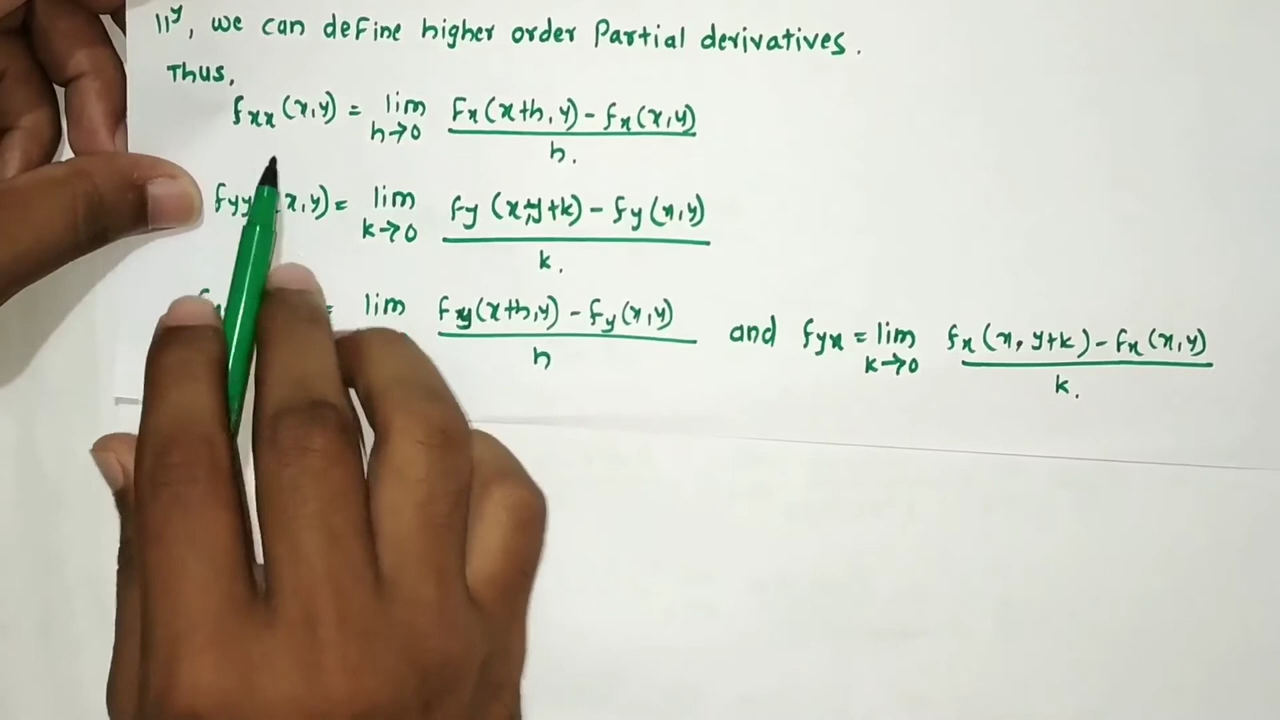 lly, we can define higher order Partial derivatives.
Thus,
fxx (x,y) = lim h→0 Fx(x+h, y) - fx(x,y) / h.
fyy (x,y) = lim k→0 fy (x,y+k) - fy(x,y) / k.
= lim fy(x+h,y) - fy(x,y) / h and fyx = lim k→0 fx(x, y+k) - fx(x,y) / k.